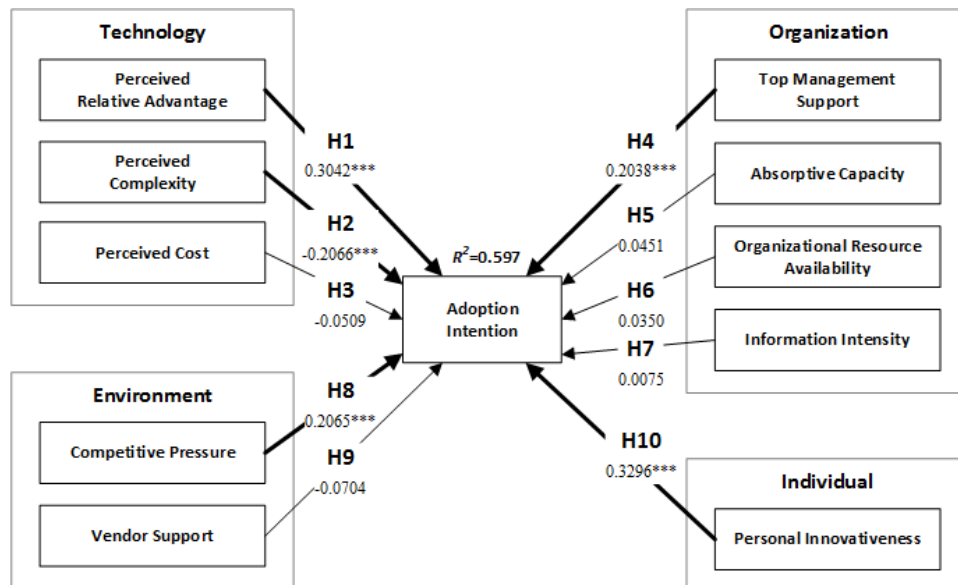 Technology
Perceived
Relative Advantage
Perceived
Complexity
Perceived Cost
Organization
Top Management
Support
Absorptive Capacity
Organizational Resource
Availability
Information Intensity
H1
0.3042***
H2
-0.2066***
H3
-0.0509
H4
0.2038***
H5
0.0451
H6
0.0350
H7
0.0075
R²=0.597
Adoption
Intention
Environment
Competitive Pressure
Vendor Support
H8
0.2065***
H9
-0.0704
H10
0.3296***
Individual
Personal Innovativeness